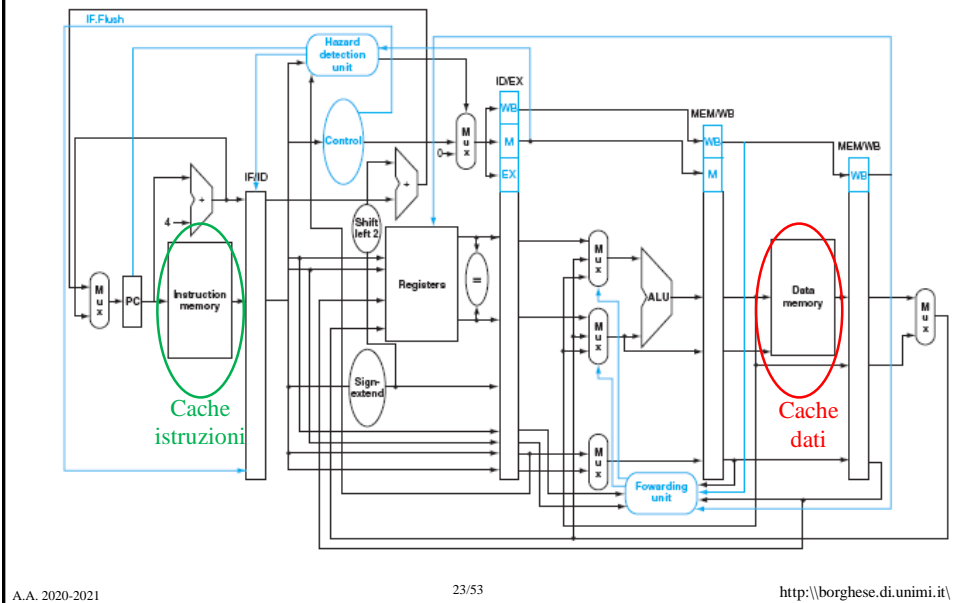 IF.Flush
Hazard
detection
unit
ID/EX
WB
MEM/WB
Control
M
u
x
0
M
WB
MEM/WB
EX
M
WB
IF/ID
+
+
4
Shift
left 2
M
u
x
PC
Instruction
memory
Registers
=
M
u
x
ALU
M
u
x
Data
memory
M
u
x
Sign-
extend
Cache
istruzioni
Cache
dati
M
u
x
Fowarding
unit
A.A. 2020-2021
23/53
http:\\borghese.di.unimi.it\